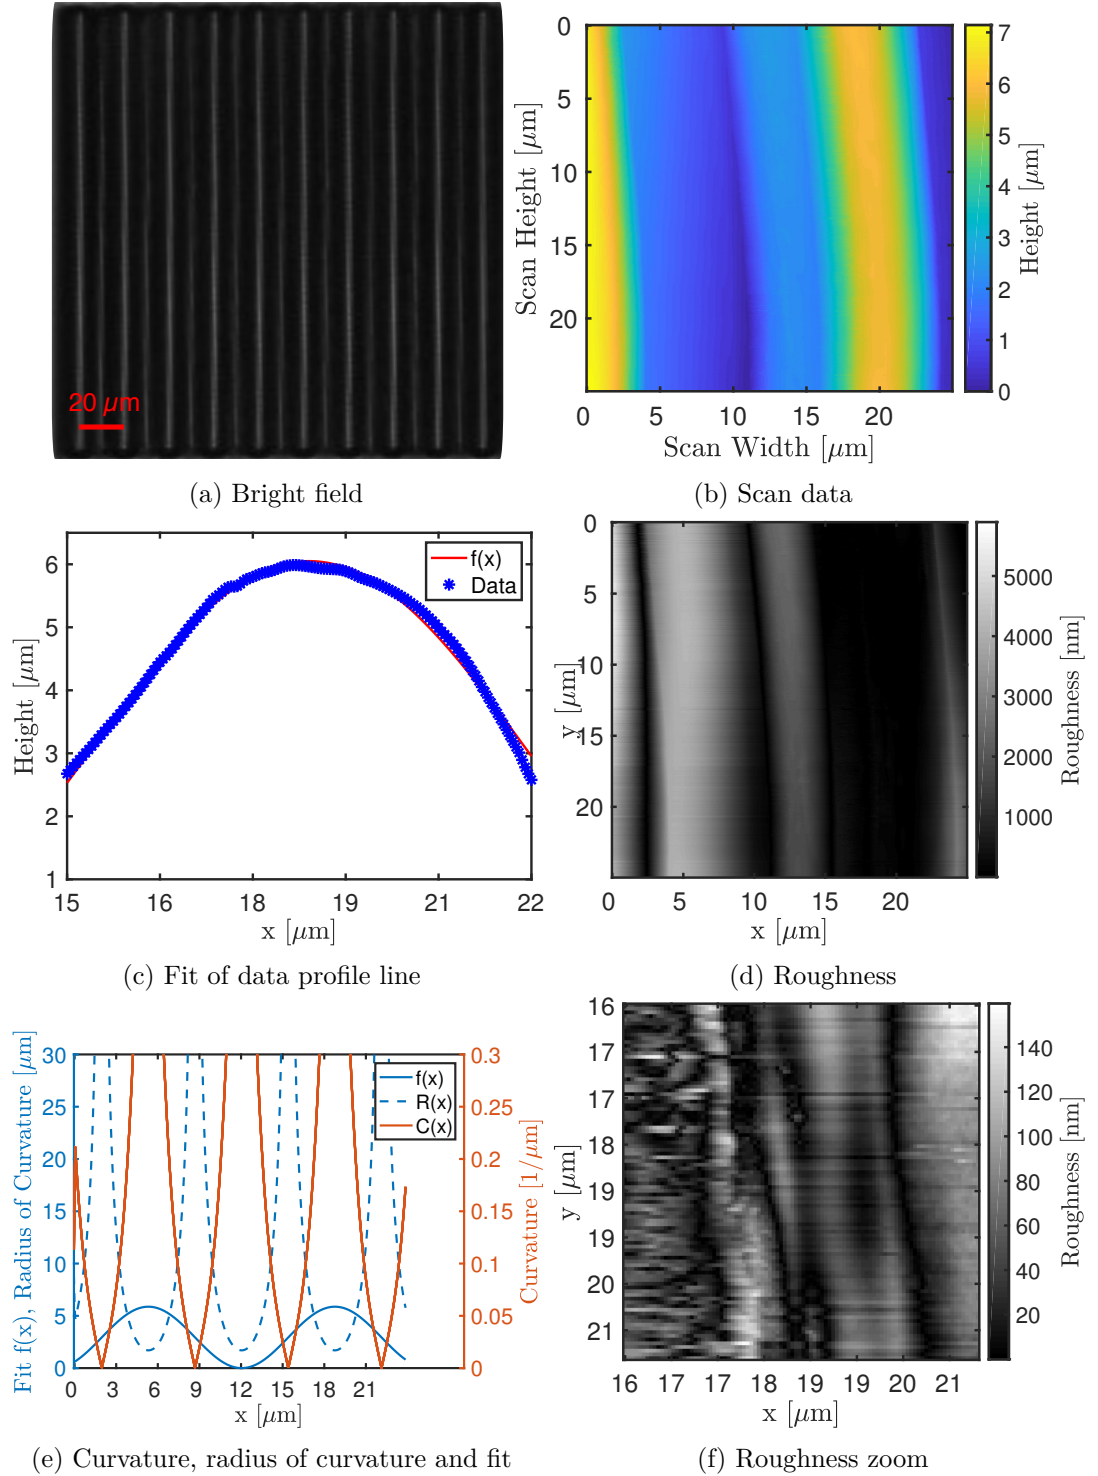 20 μm
(a) Bright field
0
5
10
15
20
Scan Height [μm]
0 5 10 15 20
Scan Width [μm]
7
6
5
4
3
2
1
0
Height [μm]
(b) Scan data
6
5
4
3
2
1
Height [μm]
f(x)
Data
15 16 18 19 21 22
x [μm]
(c) Fit of data profile line
0
5
10
15
20
y [μm]
0 5 10 15 20
x [μm]
5000
4000
3000
2000
1000
Roughness [nm]
(d) Roughness
30
25
20
15
10
5
0
Fit f(x), Radius of Curvature [μm]
f(x)
R(x)
C(x)
0.3
0.25
0.2
0.15
0.1
0.05
0
Curvature [1/μm]
0 3 6 9 12 15 18 21
x [μm]
(e) Curvature, radius of curvature and fit
16
17
17
18
19
19
20
21
y [μm]
16 17 17 18 19 19 20 21
x [μm]
140
120
100
80
60
40
20
0
Roughness [nm]
(f) Roughness zoom